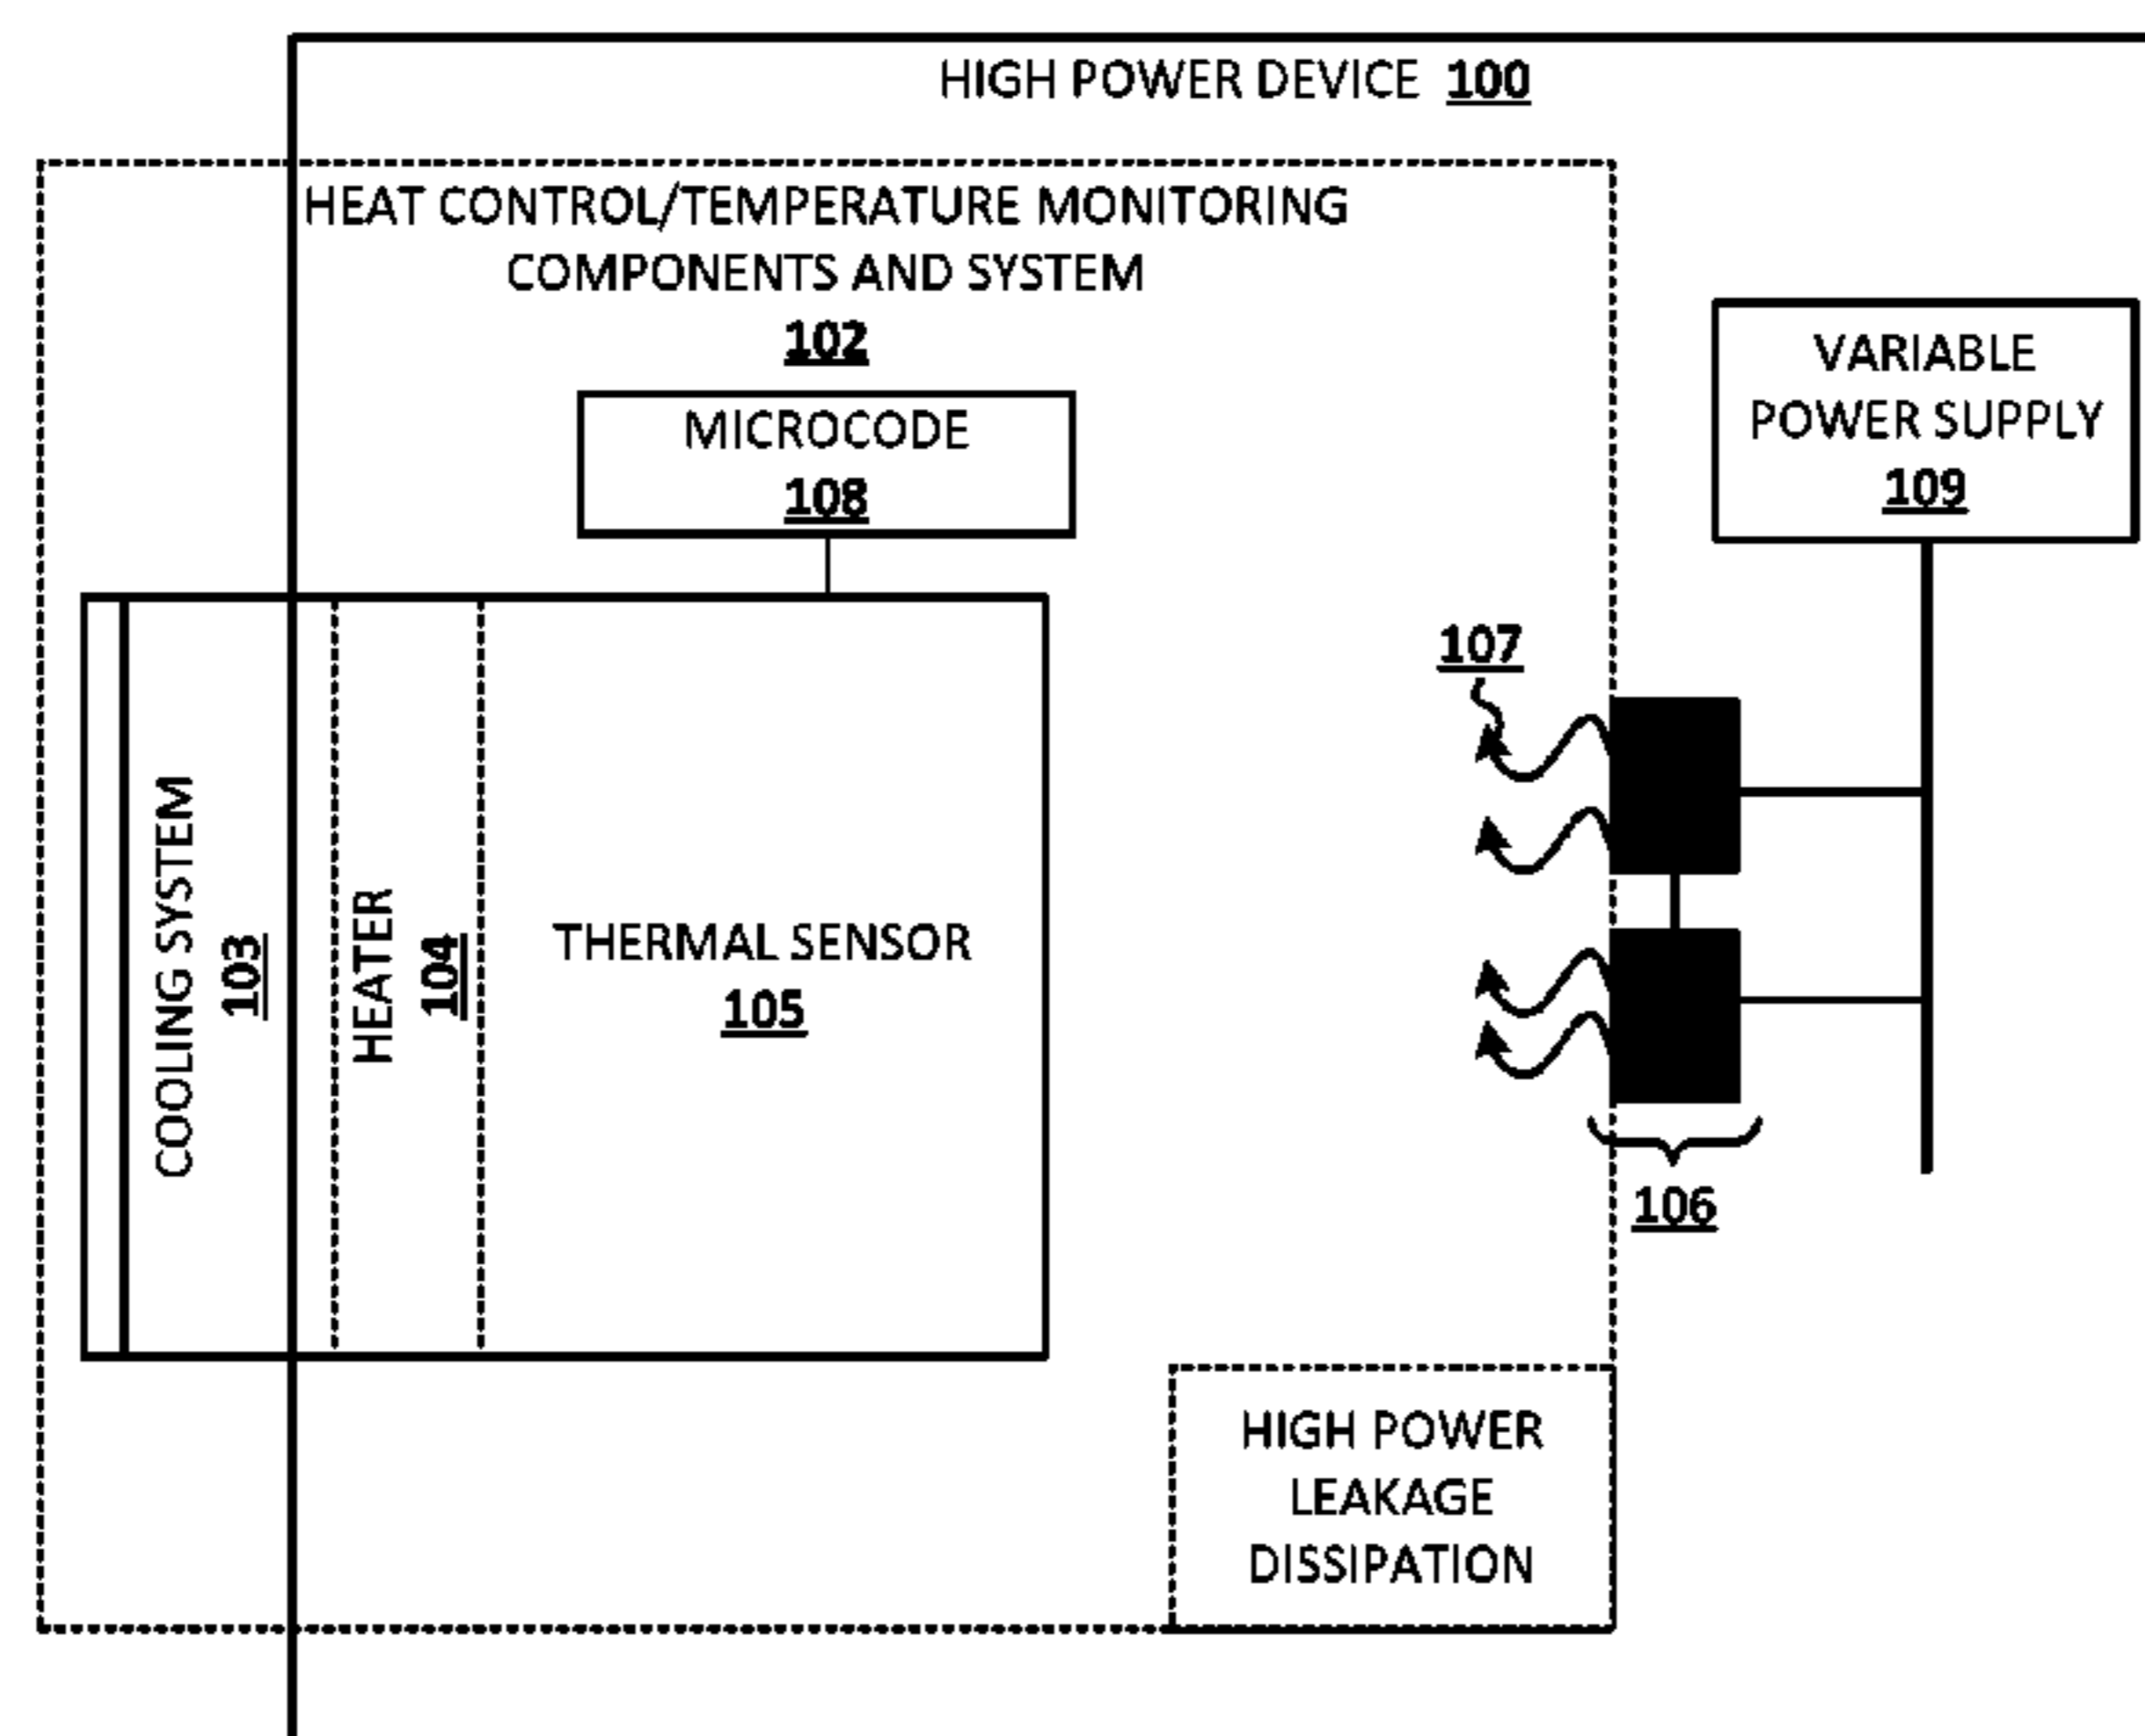 HIGH POWER DEVICE 100
HEAT CONTROL/TEMPERATURE MONITORING
COMPONENTS AND SYSTEM
102
MICROCODE
108
VARIABLE
POWER SUPPLY
109
107
COOLING SYSTEM
103
HEATER
104
THERMAL SENSOR
105
106
HIGH POWER
LEAKAGE
DISSIPATION